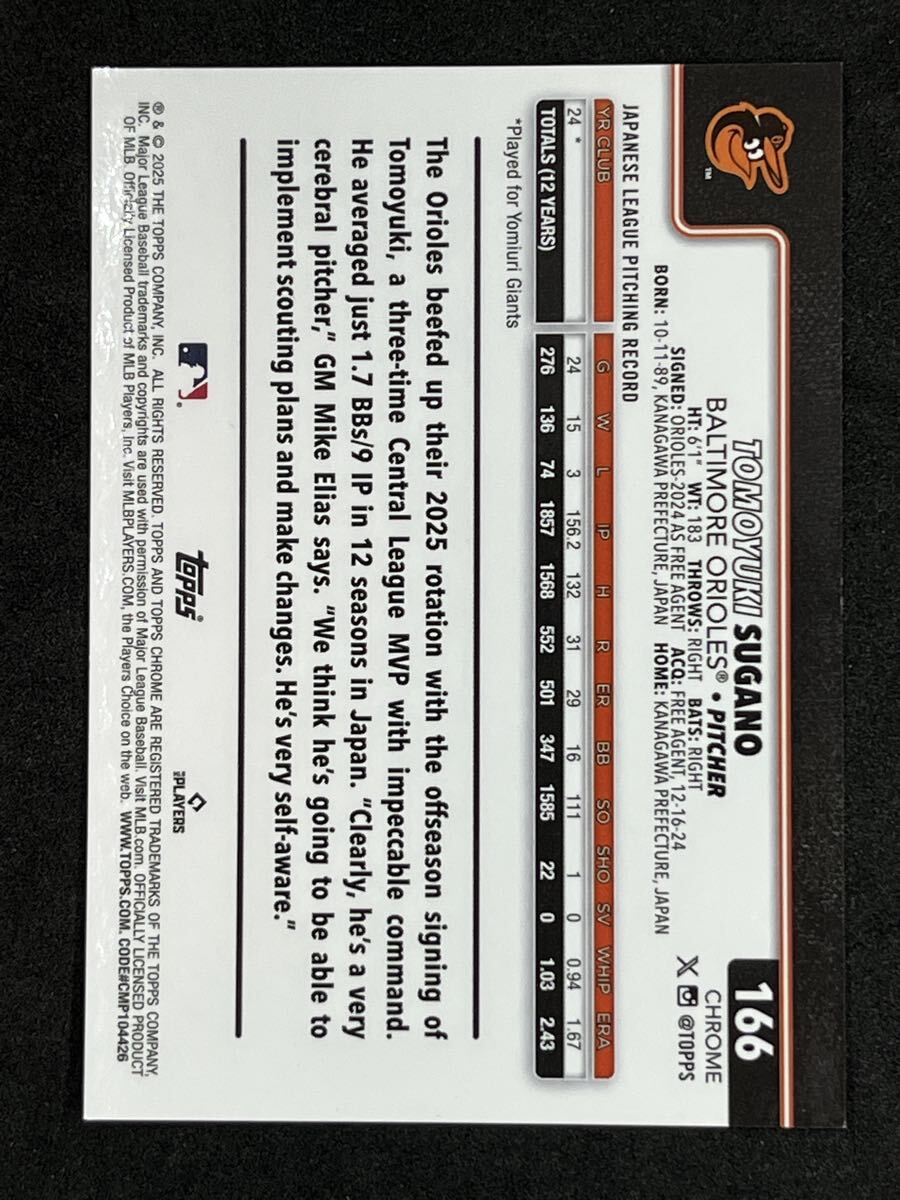 166
CHROME
X @TOPPS
TOMOYUKI SUGANO
BALTIMORE ORIOLES® • PITCHER
HT: 6'1" WT: 183 THROWS: RIGHT BATS: RIGHT
SIGNED: ORIOLES-2024 AS FREE AGENT ACQ: FREE AGENT, 12-16-24
BORN: 10-11-89, KANAGAWA PREFECTURE, JAPAN HOME: KANAGAWA PREFECTURE, JAPAN
TM
JAPANESE LEAGUE PITCHING RECORD
YR CLUB G W L IP H R ER BB SO SHO SV WHIP ERA
24 * 24 15 3 156.2 132 31 29 16 111 1 0 0.94 1.67
TOTALS (12 YEARS) 276 136 74 1857 1568 552 501 347 1585 22 0 1.03 2.43
*Played for Yomiuri Giants
The Orioles beefed up their 2025 rotation with the offseason signing of
Tomoyuki, a three-time Central League MVP with impeccable command.
He averaged just 1.7 BBs/9 IP in 12 seasons in Japan. “Clearly, he's a very
cerebral pitcher,” GM Mike Elias says. “We think he's going to be able to
implement scouting plans and make changes. He's very self-aware.”
topps®
MLB PLAYERS
® & © 2025 THE TOPPS COMPANY, INC. ALL RIGHTS RESERVED. TOPPS AND TOPPS CHROME ARE REGISTERED TRADEMARKS OF THE TOPPS COMPANY,
INC. Major League Baseball trademarks and copyrights are used with permission of Major League Baseball. Visit MLB.com. OFFICIALLY LICENSED PRODUCT
OF MLB. Officially Licensed Product of MLB Players, Inc. Visit MLBPLAYERS.COM, the Players Choice on the web. WWW.TOPPS.COM. CODE#CMP104426